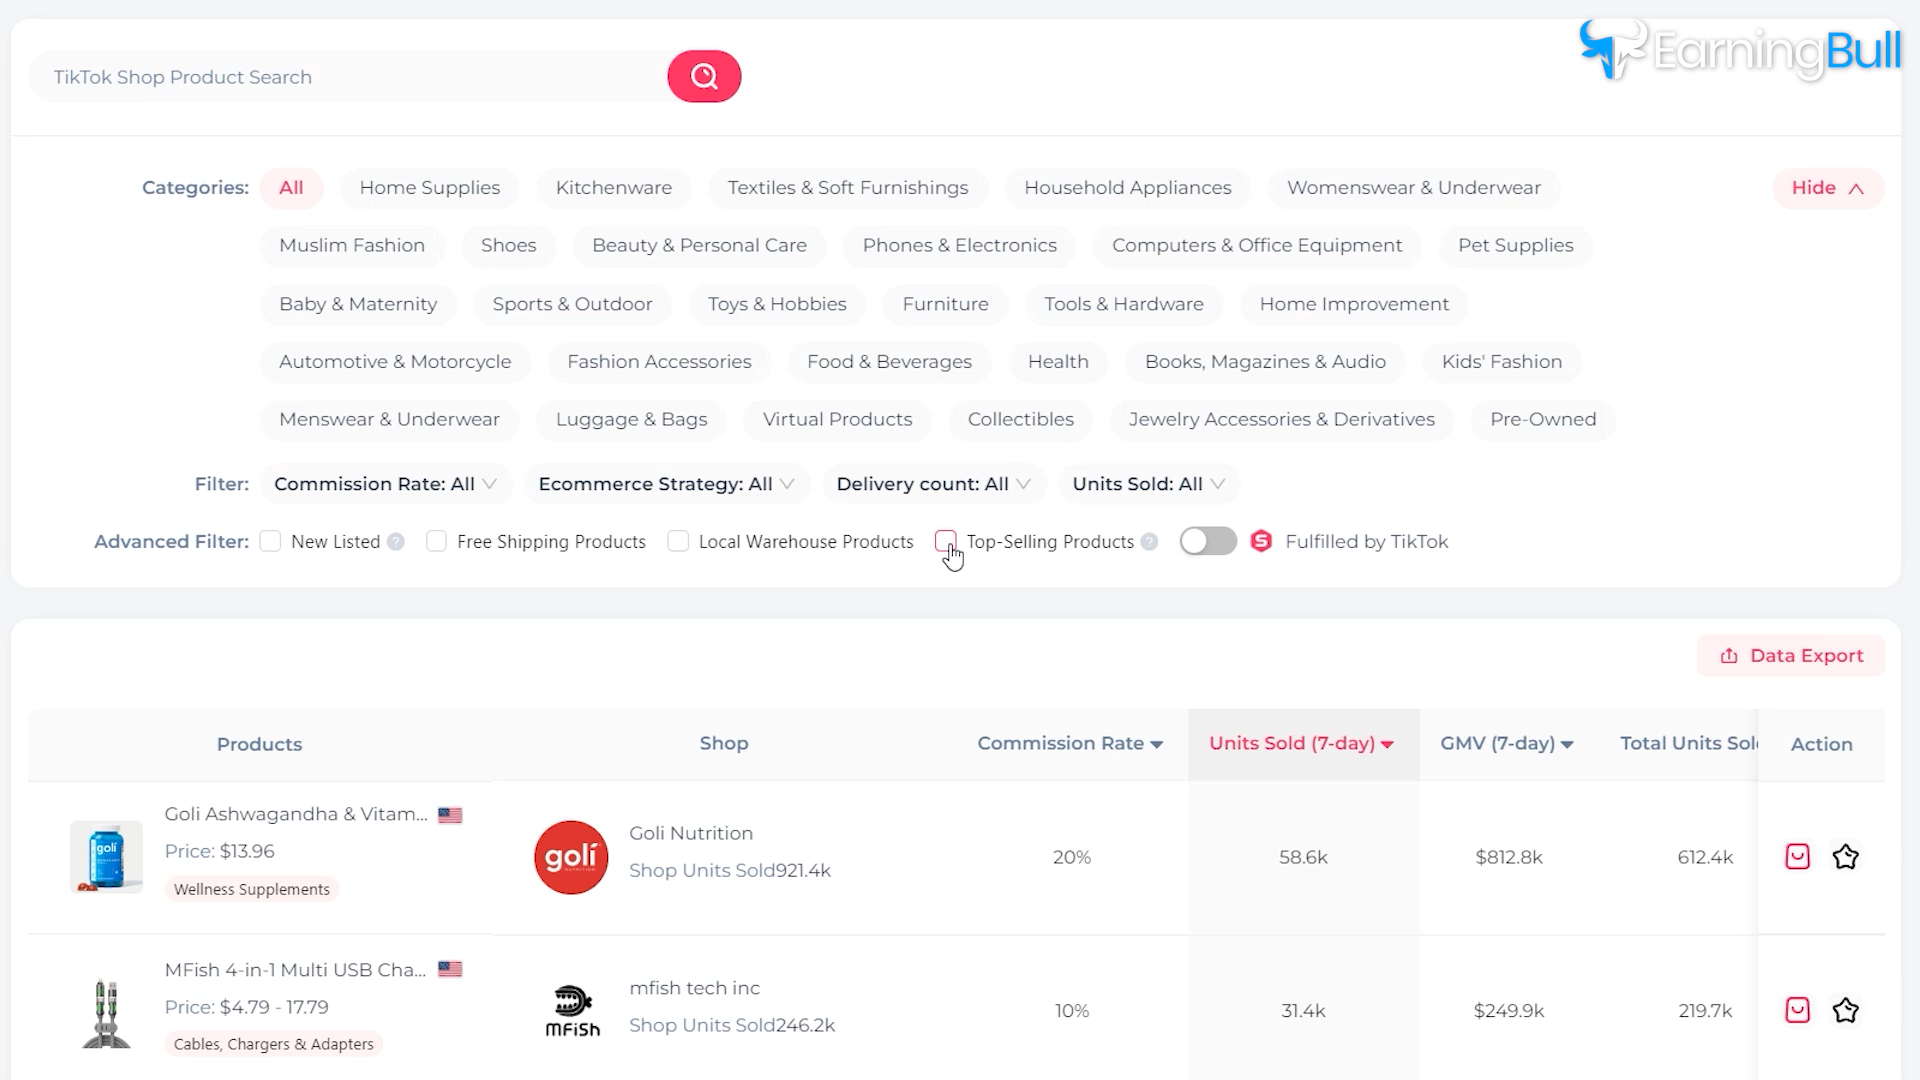 EarningBull
TikTok Shop Product Search
Categories: All Home Supplies Kitchenware Textiles & Soft Furnishings Household Appliances Womenswear & Underwear Hide
Muslim Fashion Shoes Beauty & Personal Care Phones & Electronics Computers & Office Equipment Pet Supplies
Baby & Maternity Sports & Outdoor Toys & Hobbies Furniture Tools & Hardware Home Improvement
Automotive & Motorcycle Fashion Accessories Food & Beverages Health Books, Magazines & Audio Kids' Fashion
Menswear & Underwear Luggage & Bags Virtual Products Collectibles Jewelry Accessories & Derivatives Pre-Owned
Filter: Commission Rate: All Ecommerce Strategy: All Delivery count: All Units Sold: All
Advanced Filter: New Listed ? Free Shipping Products Local Warehouse Products Top-Selling Products ? Fulfilled by TikTok
Data Export
Products Shop Commission Rate Units Sold (7-day) GMV (7-day) Total Units Sol Action
Goli Ashwagandha & Vitam...
Price: $13.96
Wellness Supplements
goli
goli
NUTRITION
Goli Nutrition
Shop Units Sold921.4k
20% 58.6k $812.8k 612.4k
MFish 4-in-1 Multi USB Cha...
Price: $4.79 - 17.79
Cables, Chargers & Adapters
MFiSh
mfish tech inc
Shop Units Sold246.2k
10% 31.4k $249.9k 219.7k